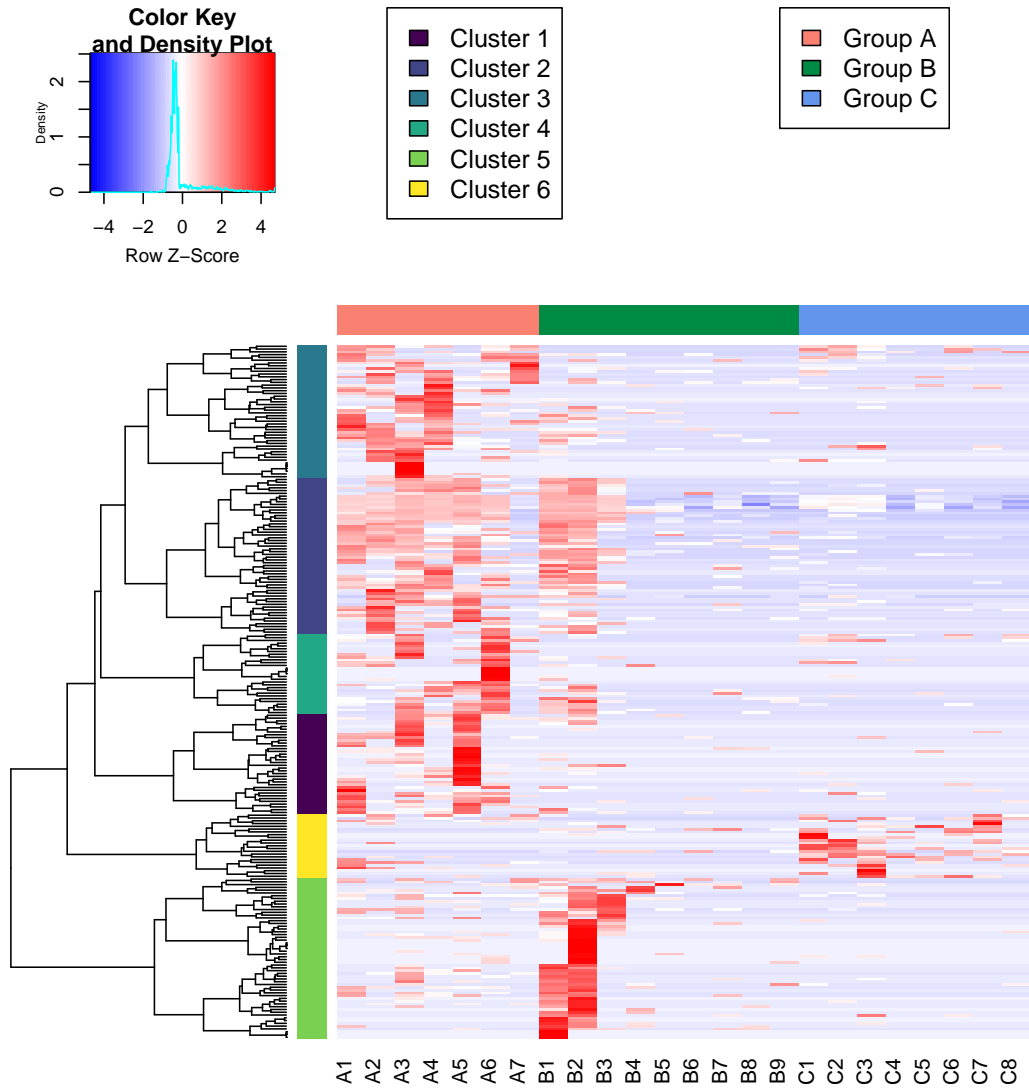 Color Key
and Density Plot
Density
0 1 2
−4 −2 0 2 4
Row Z−Score
Cluster 1
Cluster 2
Cluster 3
Cluster 4
Cluster 5
Cluster 6
Group A
Group B
Group C
A1 A2 A3 A4 A5 A6 A7 B1 B2 B3 B4 B5 B6 B7 B8 B9 C1 C2 C3 C4 C5 C6 C7 C8